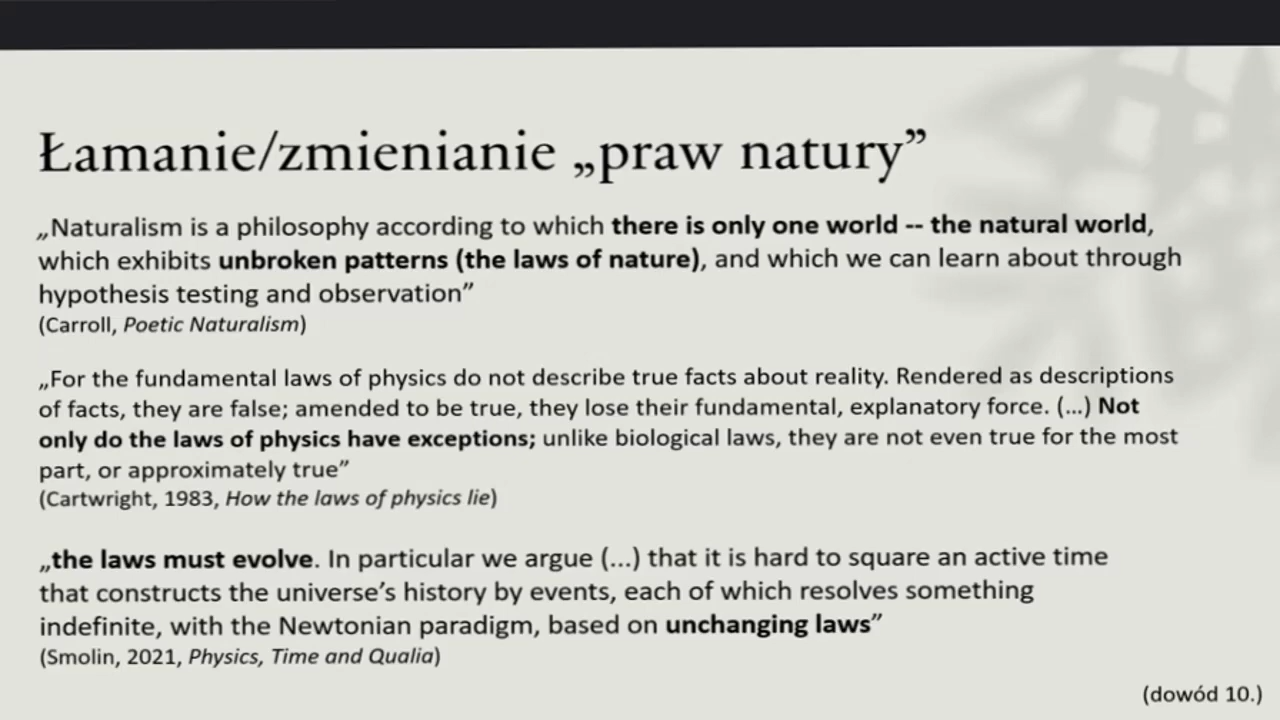 Łamanie/zmienianie „praw natury”
„Naturalism is a philosophy according to which there is only one world -- the natural world,
which exhibits unbroken patterns (the laws of nature), and which we can learn about through
hypothesis testing and observation”
(Carroll, Poetic Naturalism)
„For the fundamental laws of physics do not describe true facts about reality. Rendered as descriptions
of facts, they are false; amended to be true, they lose their fundamental, explanatory force. (...) Not
only do the laws of physics have exceptions; unlike biological laws, they are not even true for the most
part, or approximately true”
(Cartwright, 1983, How the laws of physics lie)
„the laws must evolve. In particular we argue (...) that it is hard to square an active time
that constructs the universe’s history by events, each of which resolves something
indefinite, with the Newtonian paradigm, based on unchanging laws”
(Smolin, 2021, Physics, Time and Qualia)
(dowód 10.)